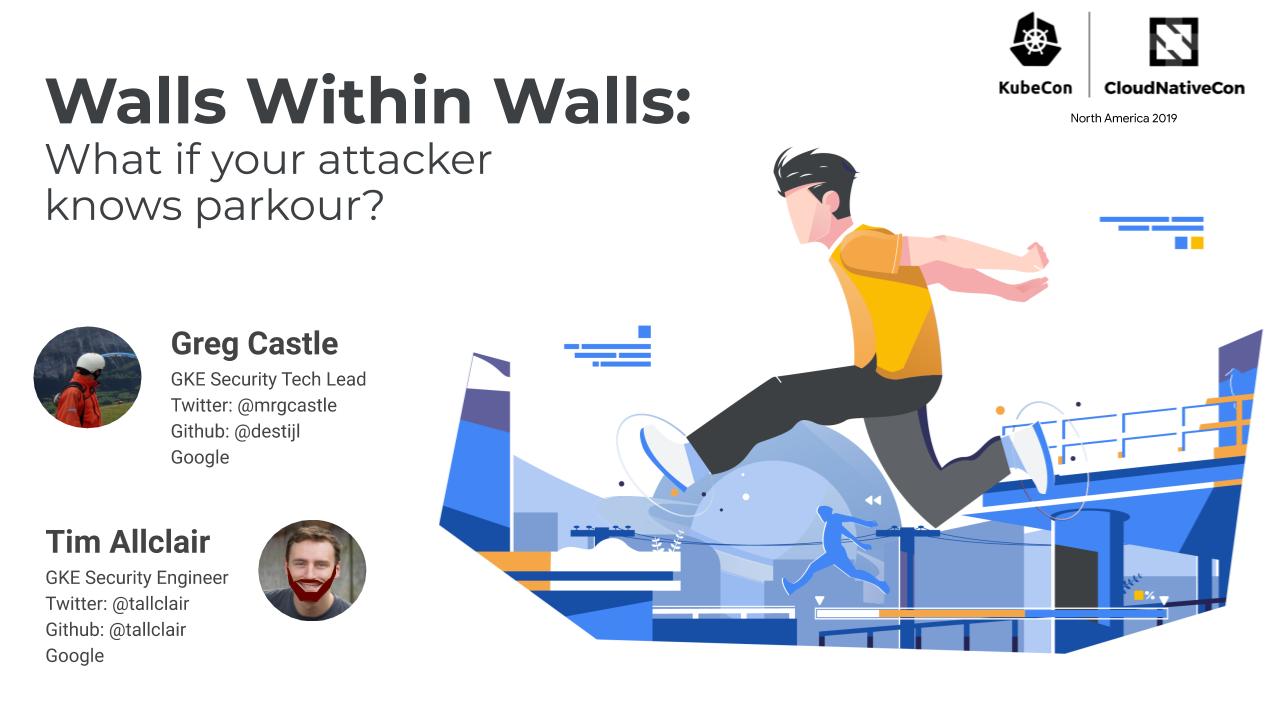 Walls Within Walls:
What if your attacker
knows parkour?
KubeCon
CloudNativeCon
North America 2019
Greg Castle
GKE Security Tech Lead
Twitter: @mrgcastle
Github: @destijl
Google
Tim Allclair
GKE Security Engineer
Twitter: @tallclair
Github: @tallclair
Google
%